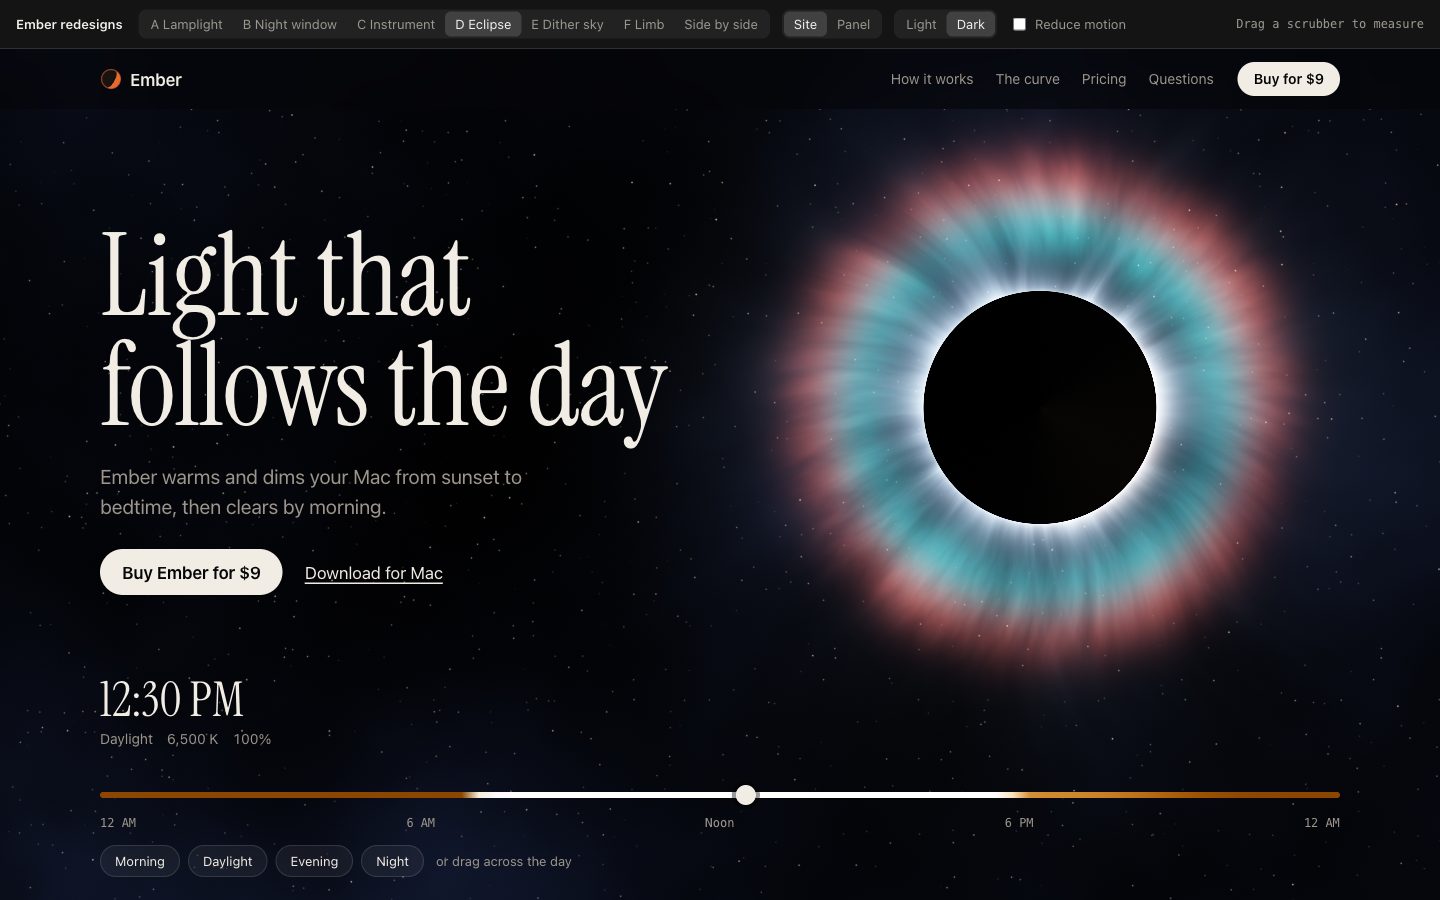 Ember redesigns A Lamplight B Night window C Instrument D Eclipse E Dither sky F Limb Side by side Site Panel Light Dark Reduce motion Drag a scrubber to measure
Ember How it works The curve Pricing Questions Buy for $9
Light that
follows the day
Ember warms and dims your Mac from sunset to
bedtime, then clears by morning.
Buy Ember for $9 Download for Mac
12:30 PM
Daylight 6,500 K 100%
12 AM 6 AM Noon 6 PM 12 AM
Morning Daylight Evening Night or drag across the day